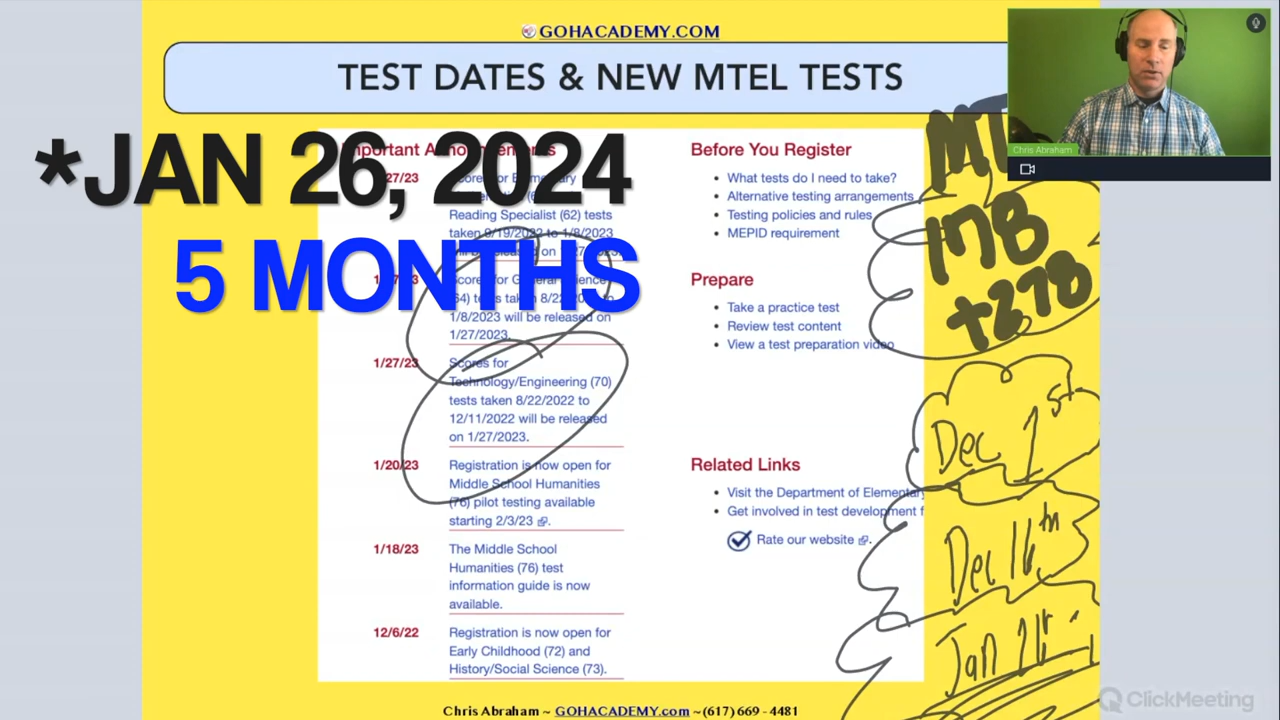 GOHACADEMY.COM
TEST DATES & NEW MTEL TESTS
Chris Abraham
*JAN 26, 2024
5 MONTHS
Reading Specialist (62) tests
taken 9/19/2022 to 1/8/2023
1/8/2023 will be released on
1/27/2023.
1/27/23
Scores for
Technology/Engineering (70)
tests taken 8/22/2022 to
12/11/2022 will be released
on 1/27/2023.
1/20/23
Registration is now open for
Middle School Humanities
(76) pilot testing available
starting 2/3/23
1/18/23
The Middle School
Humanities (76) test
information guide is now
available.
12/6/22
Registration is now open for
Early Childhood (72) and
History/Social Science (73).
Before You Register
• What tests do I need to take?
• Alternative testing arrangements
• Testing policies and rules
• MEPID requirement
Prepare
• Take a practice test
• Review test content
• View a test preparation video
Related Links
• Visit the Department of Elementary
• Get involved in test development f
Rate our website
178
+278
Dec 1st
Dec 16th
Jan
Chris Abraham ~ GOHACADEMY.com ~ (617) 669 - 4481
ClickMeeting